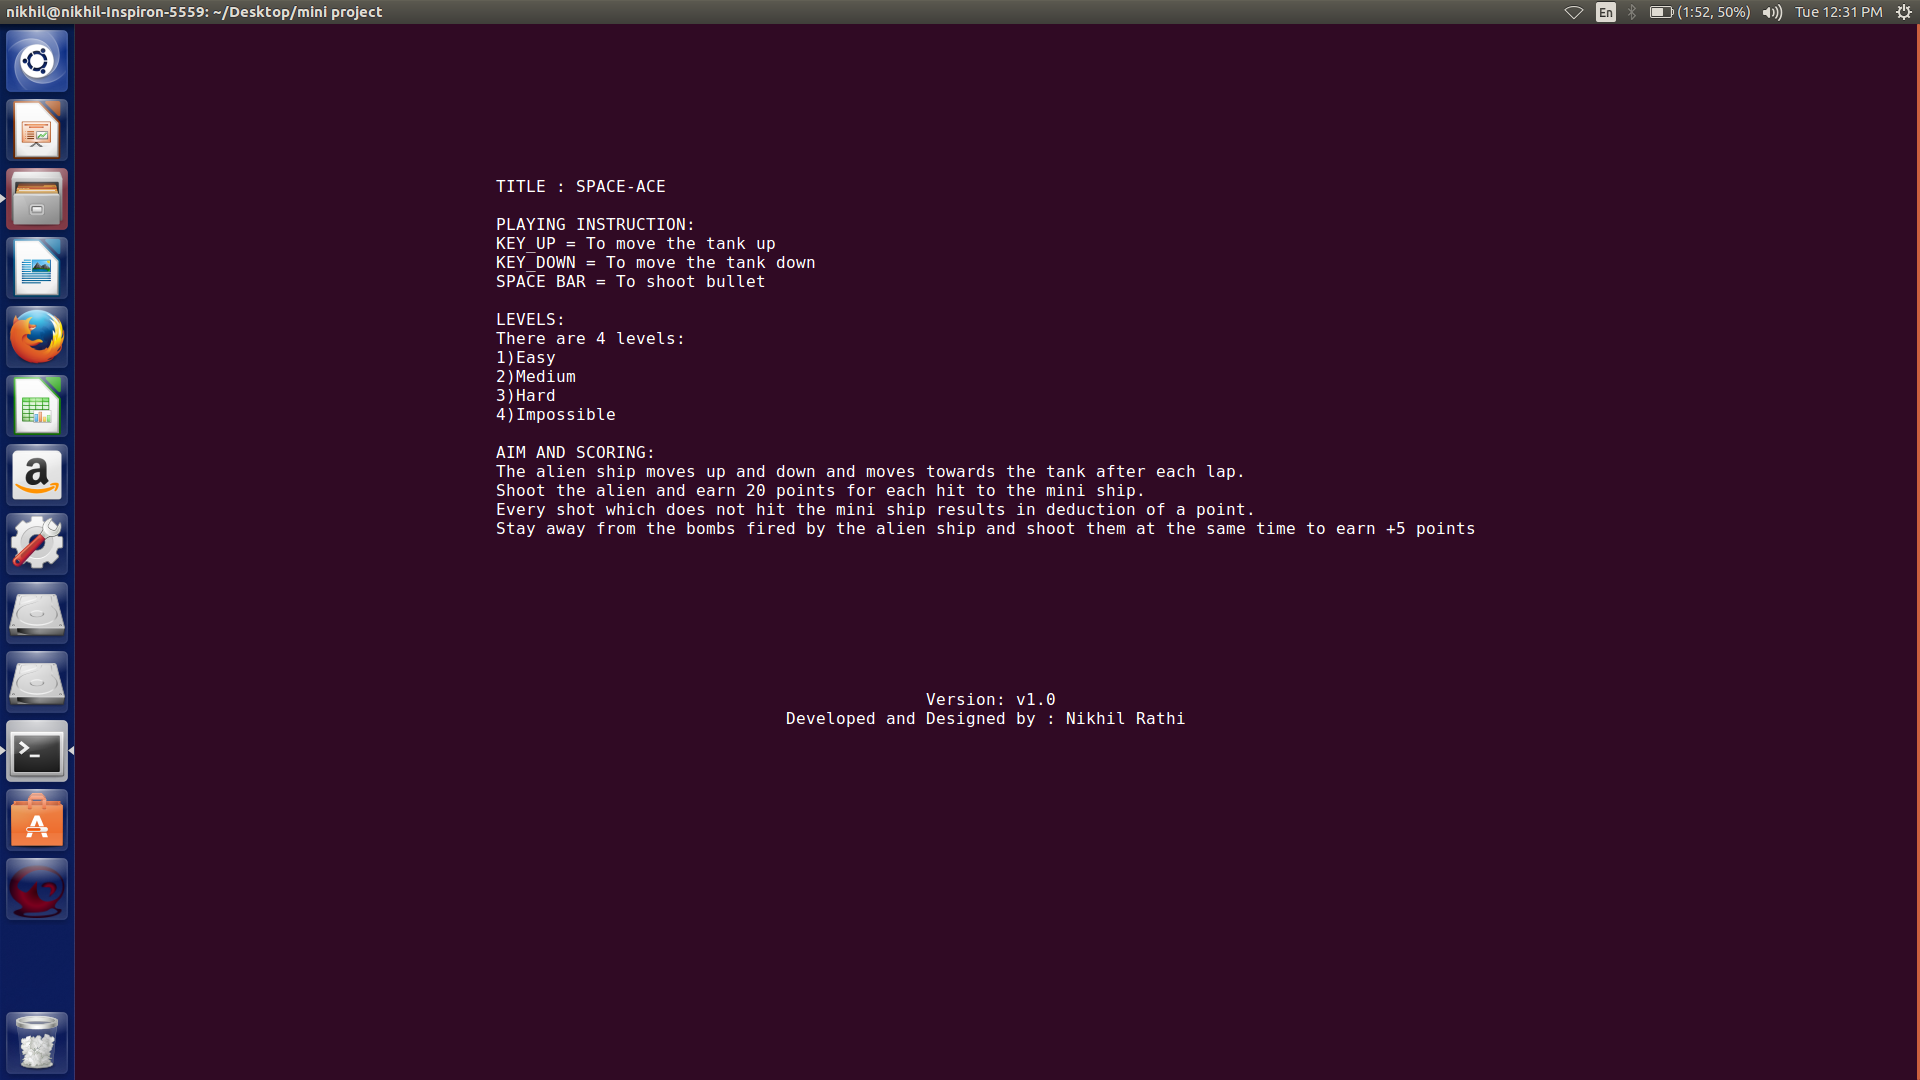 nikhil@nikhil-Inspiron-5559: ~/Desktop/mini project
En
(1:52, 50%)
Tue 12:31 PM
TITLE : SPACE-ACE
PLAYING INSTRUCTION:
KEY_UP = To move the tank up
KEY_DOWN = To move the tank down
SPACE BAR = To shoot bullet
LEVELS:
There are 4 levels:
1)Easy
2)Medium
3)Hard
4)Impossible
AIM AND SCORING:
The alien ship moves up and down and moves towards the tank after each lap.
Shoot the alien and earn 20 points for each hit to the mini ship.
Every shot which does not hit the mini ship results in deduction of a point.
Stay away from the bombs fired by the alien ship and shoot them at the same time to earn +5 points
Version: v1.0
Developed and Designed by : Nikhil Rathi